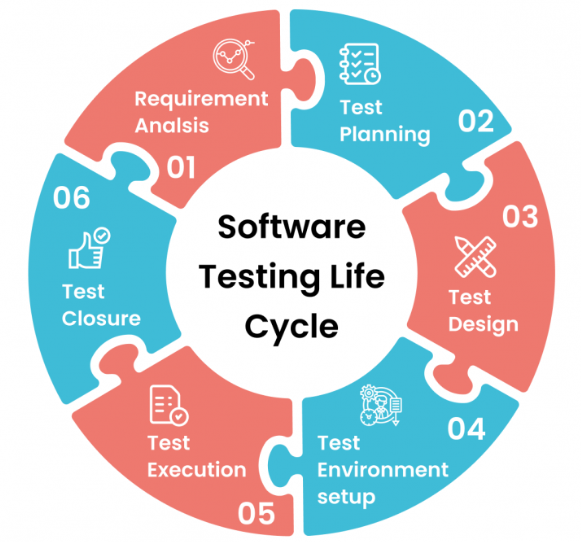 Software
Testing Life
Cycle
Requirement
Analsis
01
Test
Planning
02
03
Test
Design
04
Test
Environment
setup
Test
Execution
05
06
Test
Closure